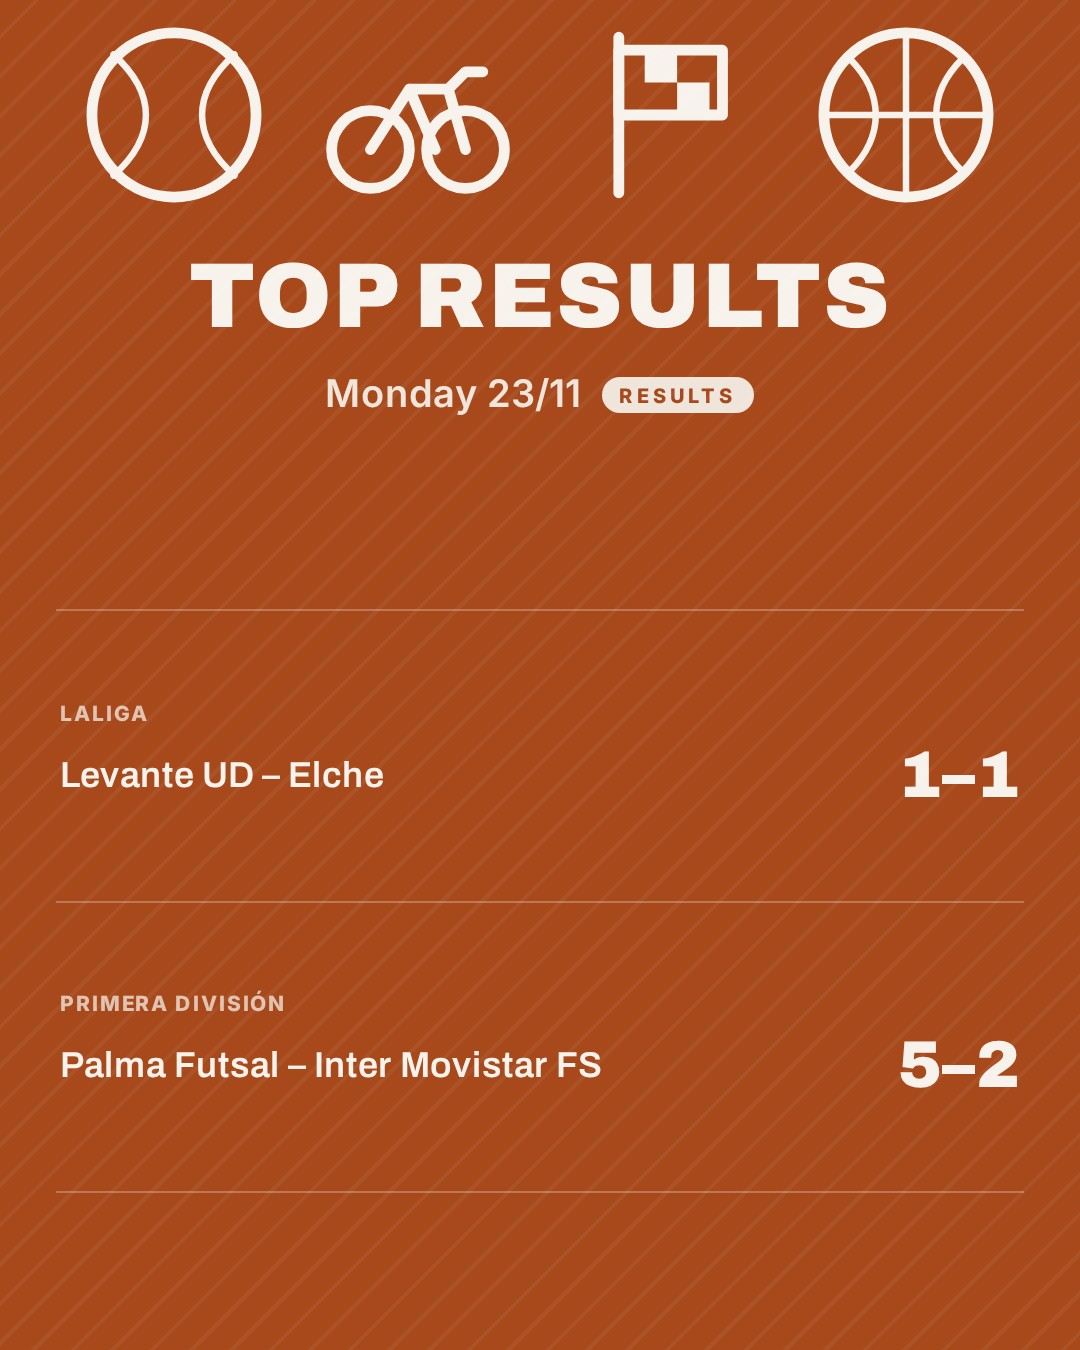 TOP RESULTS
Monday 23/11 RESULTS
LALIGA
Levante UD – Elche 1–1
PRIMERA DIVISIÓN
Palma Futsal – Inter Movistar FS 5–2